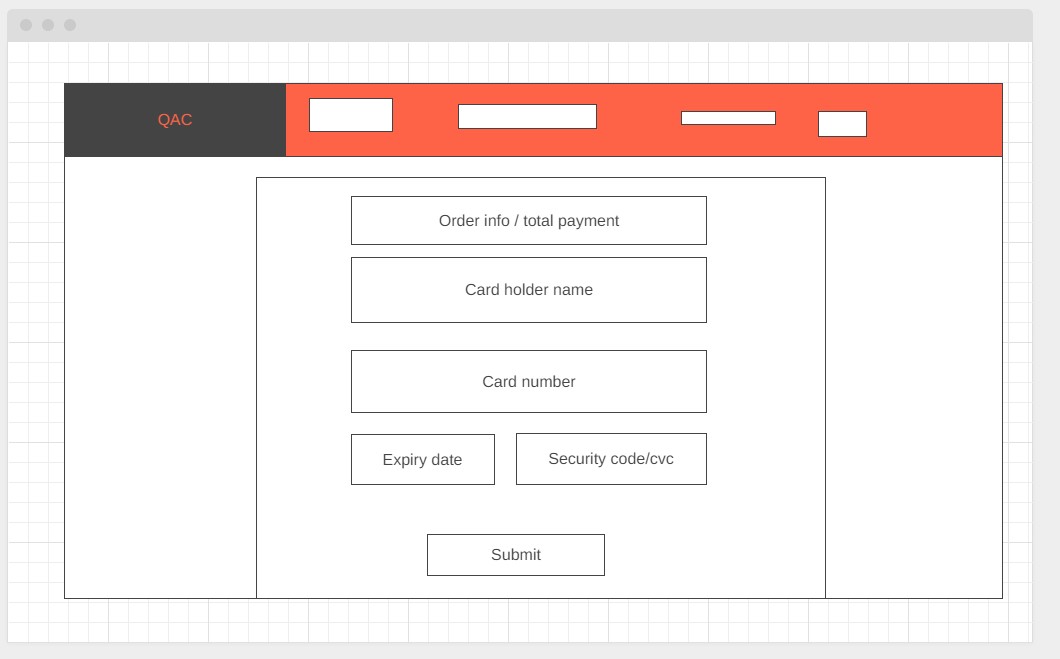 QAC
Order info / total payment
Card holder name
Card number
Expiry date
Security code/cvc
Submit